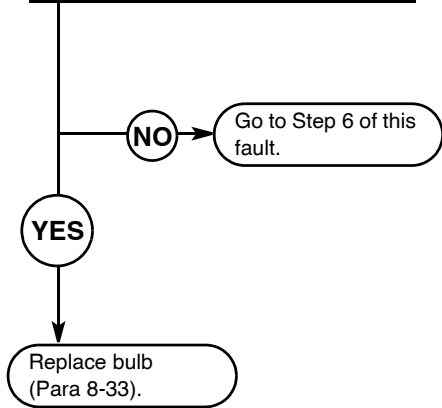 NO
Go to Step 6 of this
fault.
YES
Replace bulb
(Para 8-33).